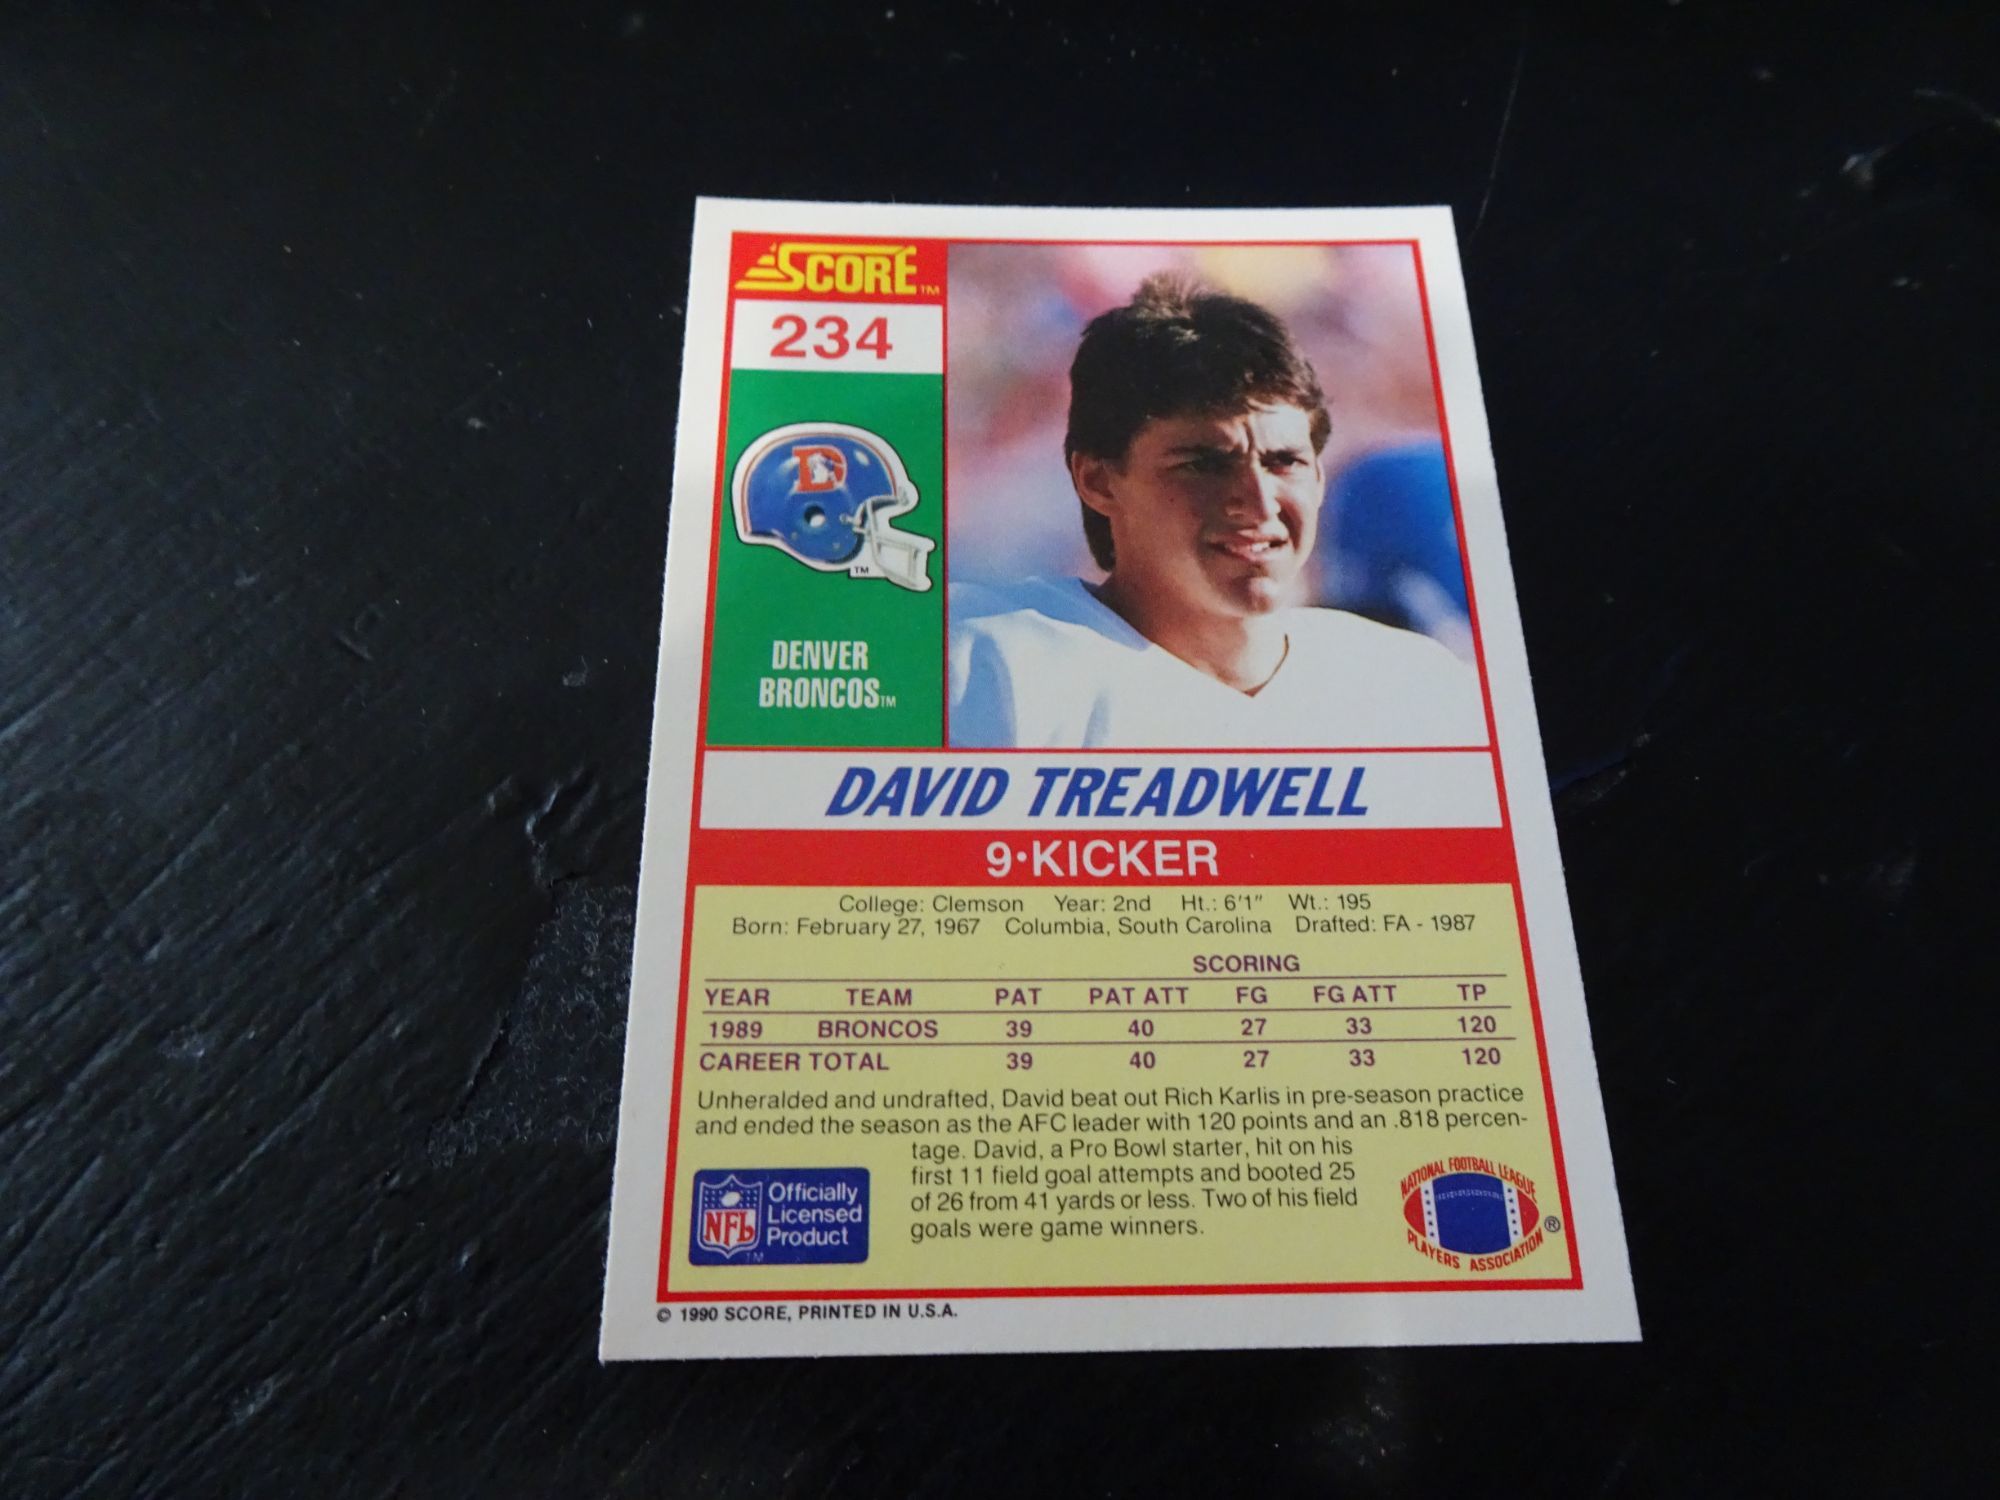 SCORE™
234
D
TM
DENVER
BRONCOS™
DAVID TREADWELL
9•KICKER
College: Clemson Year: 2nd Ht.: 6'1" Wt.: 195
Born: February 27, 1967 Columbia, South Carolina Drafted: FA - 1987
SCORING
YEAR TEAM PAT PAT ATT FG FG ATT TP
1989 BRONCOS 39 40 27 33 120
CAREER TOTAL 39 40 27 33 120
Unheralded and undrafted, David beat out Rich Karlis in pre-season practice
and ended the season as the AFC leader with 120 points and an .818 percen-
tage. David, a Pro Bowl starter, hit on his
first 11 field goal attempts and booted 25
of 26 from 41 yards or less. Two of his field
goals were game winners.
NFL
Officially
Licensed
Product
TM
NATIONAL FOOTBALL LEAGUE
PLAYERS ASSOCIATION
®
© 1990 SCORE, PRINTED IN U.S.A.